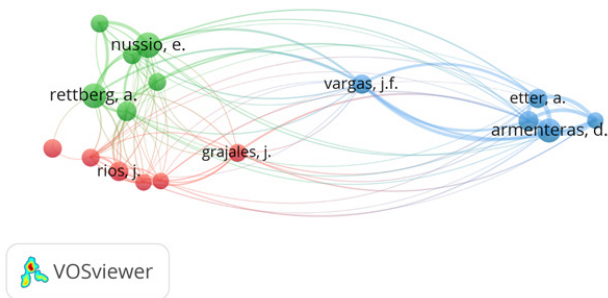 nussio, e.
rettberg, a.
vargas, j.f.
etter, a.
armenteras, d.
grajales, j.
rios, j.
VOSviewer